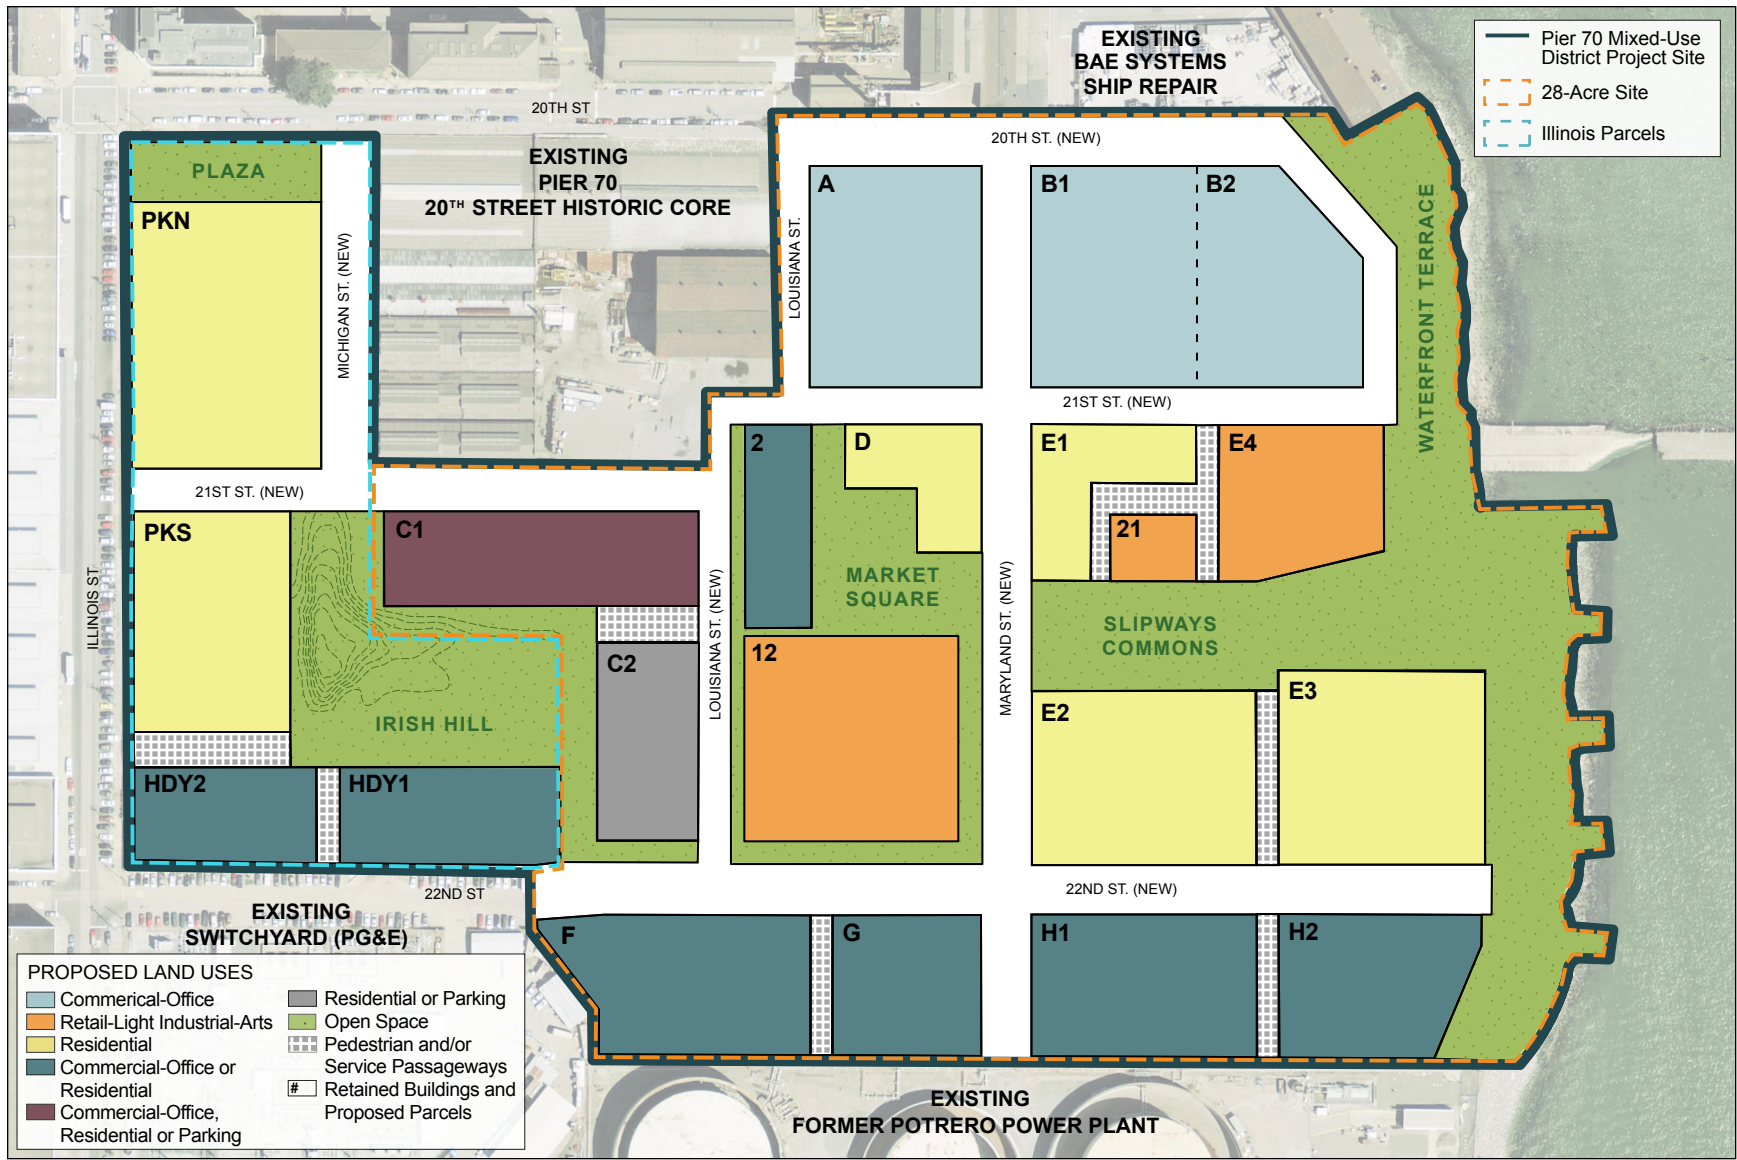 EXISTING
BAE SYSTEMS
SHIP REPAIR
Pier 70 Mixed-Use
District Project Site
28-Acre Site
Illinois Parcels
20TH ST
20TH ST. (NEW)
EXISTING
PIER 70
20TH STREET HISTORIC CORE
PLAZA
PKN
MICHIGAN ST. (NEW)
LOUISIANA ST.
A
B1
B2
WATERFRONT TERRACE
21ST ST. (NEW)
2
D
E1
E4
21ST ST. (NEW)
PKS
C1
21
MARKET
SQUARE
ILLINOIS ST.
LOUISIANA ST. (NEW)
MARYLAND ST. (NEW)
SLIPWAYS
COMMONS
C2
12
E3
E2
IRISH HILL
HDY2
HDY1
22ND ST
22ND ST. (NEW)
EXISTING
SWITCHYARD (PG&E)
F
G
H1
H2
PROPOSED LAND USES
Commerical-Office
Retail-Light Industrial-Arts
Residential
Commercial-Office or
Residential
Commercial-Office,
Residential or Parking
Residential or Parking
Open Space
Pedestrian and/or
Service Passageways
# Retained Buildings and
Proposed Parcels
EXISTING
FORMER POTRERO POWER PLANT